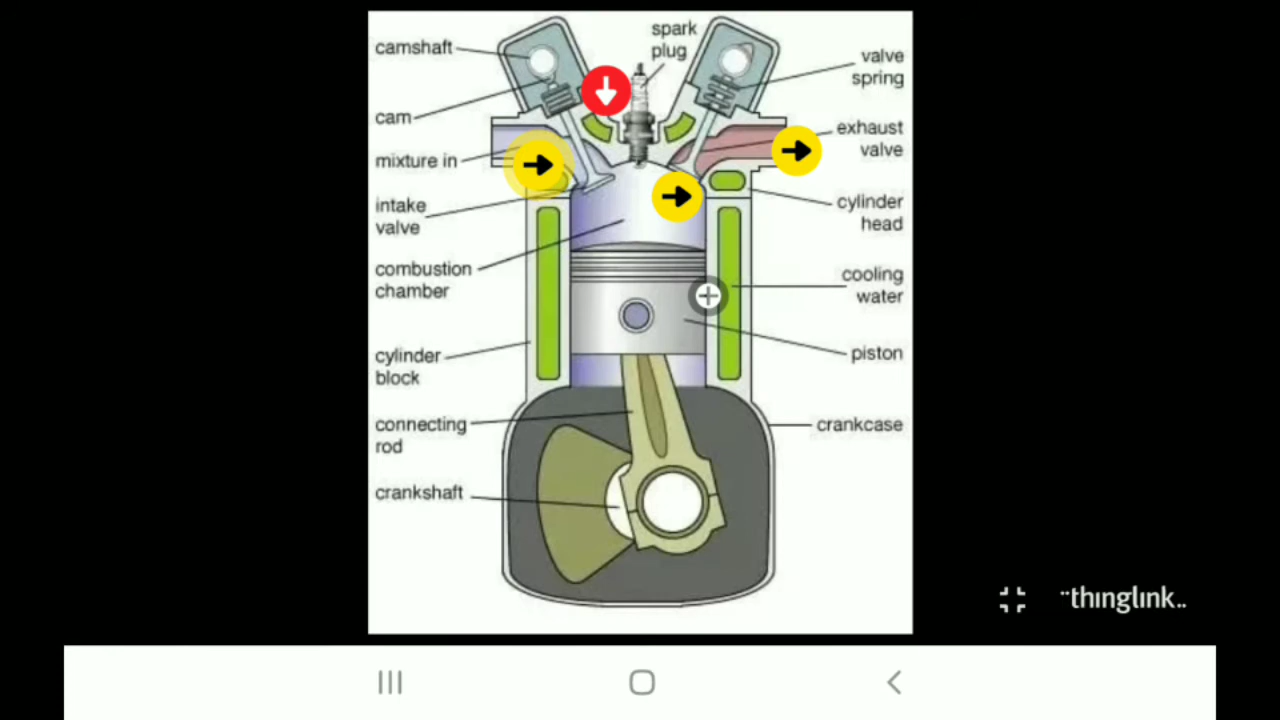 camshaft
cam
mixture in
intake
valve
combustion
chamber
cylinder
block
connecting
rod
crankshaft
spark
plug
valve
spring
exhaust
valve
cylinder
head
cooling
water
piston
crankcase
¨thınglınk..